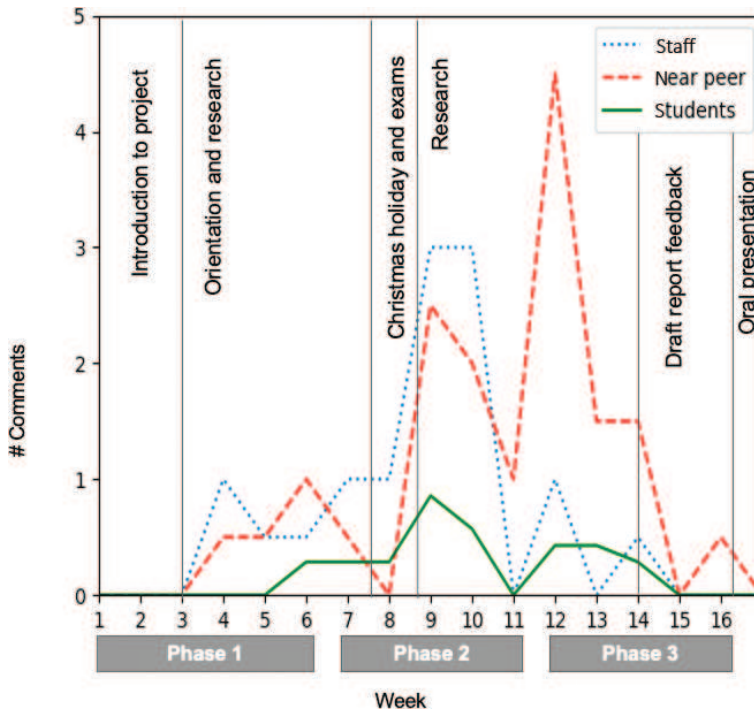 5
4
3
2
1
0
# Comments
Introduction to project
Orientation and research
Christmas holiday and exams
Research
Draft report feedback
Oral presentation
Staff
Near peer
Students
1 2 3 4 5 6 7 8 9 10 11 12 13 14 15 16
Phase 1 Phase 2 Phase 3
Week